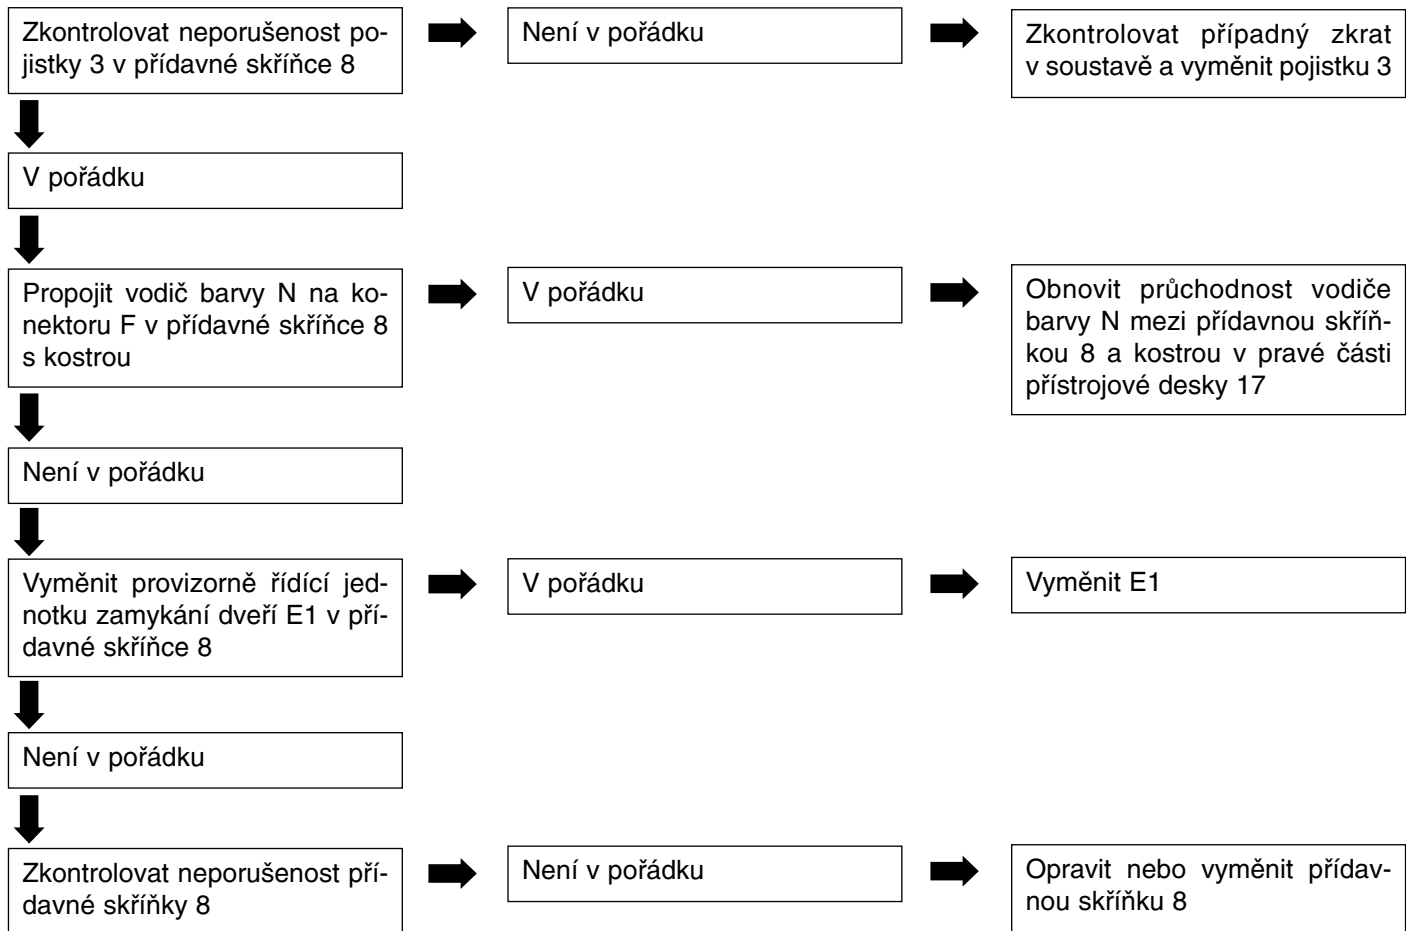 Zkontrolovat neporušenost po-
jistky 3 v přídavné skříňce 8
Není v pořádku
Zkontrolovat případný zkrat
v soustavě a vyměnit pojistku 3
V pořádku
Propojit vodič barvy N na ko-
nektoru F v přídavné skříňce 8
s kostrou
V pořádku
Obnovit průchodnost vodiče
barvy N mezi přídavnou skříň-
kou 8 a kostrou v pravé části
přístrojové desky 17
Není v pořádku
Vyměnit provizorně řídící jed-
notku zamykání dveří E1 v pří-
davné skříňce 8
V pořádku
Vyměnit E1
Není v pořádku
Zkontrolovat neporušenost pří-
davné skříňky 8
Není v pořádku
Opravit nebo vyměnit přídav-
nou skříňku 8